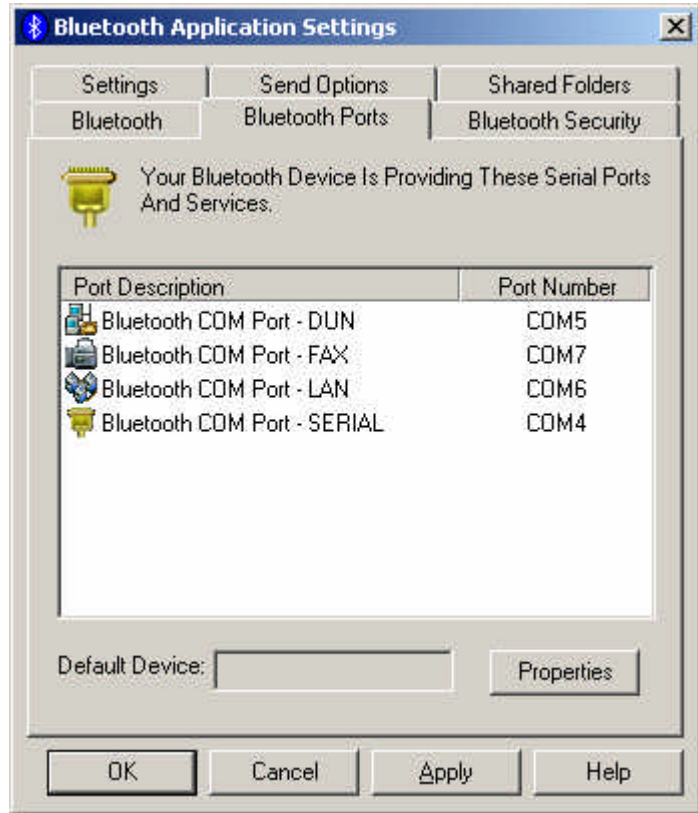 Bluetooth Application Settings
Settings Send Options Shared Folders
Bluetooth Bluetooth Ports Bluetooth Security
Your Bluetooth Device Is Providing These Serial Ports
And Services.
Port Description Port Number
Bluetooth COM Port - DUN COM5
Bluetooth COM Port - FAX COM7
Bluetooth COM Port - LAN COM6
Bluetooth COM Port - SERIAL COM4
Default Device: Properties
OK Cancel Apply Help